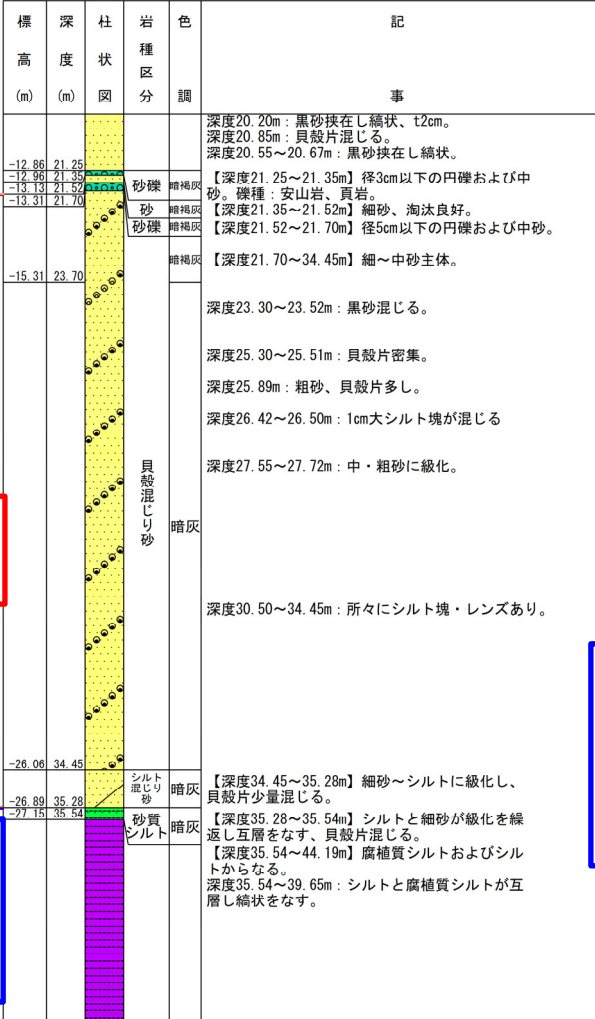 標高(m) 深度(m) 柱状図 岩種区分 色調 記事
深度20.20m：黒砂挟在し縞状、t2cm。
深度20.85m：貝殻片混じる。
深度20.55～20.67m：黒砂挟在し縞状。
-12.86 21.25
-12.96 21.35
-13.13 21.52
-13.31 21.70
砂礫 暗褐灰
【深度21.25～21.35m】径3cm以下の円礫および中
砂。礫種：安山岩、頁岩。
砂 暗褐灰
【深度21.35～21.52m】細砂、淘汰良好。
砂礫 暗褐灰
【深度21.52～21.70m】径5cm以下の円礫および中砂。
暗褐灰
【深度21.70～34.45m】細～中砂主体。
-15.31 23.70
深度23.30～23.52m：黒砂混じる。
深度25.30～25.51m：貝殻片密集。
深度25.89m：粗砂、貝殻片多し。
深度26.42～26.50m：1cm大シルト塊が混じる
深度27.55～27.72m：中・粗砂に級化。
貝殻混じり砂
暗灰
深度30.50～34.45m：所々にシルト塊・レンズあり。
-26.06 34.45
シルト
混じり
砂
暗灰
【深度34.45～35.28m】細砂～シルトに級化し、
貝殻片少量混じる。
-26.89 35.28
-27.15 35.54
砂質
シルト
暗灰
【深度35.28～35.54m】シルトと細砂が級化を繰
返し互層をなす、貝殻片混じる。
【深度35.54～44.19m】腐植質シルトおよびシル
トからなる。
深度35.54～39.65m：シルトと腐植質シルトが互
層し縞状をなす。